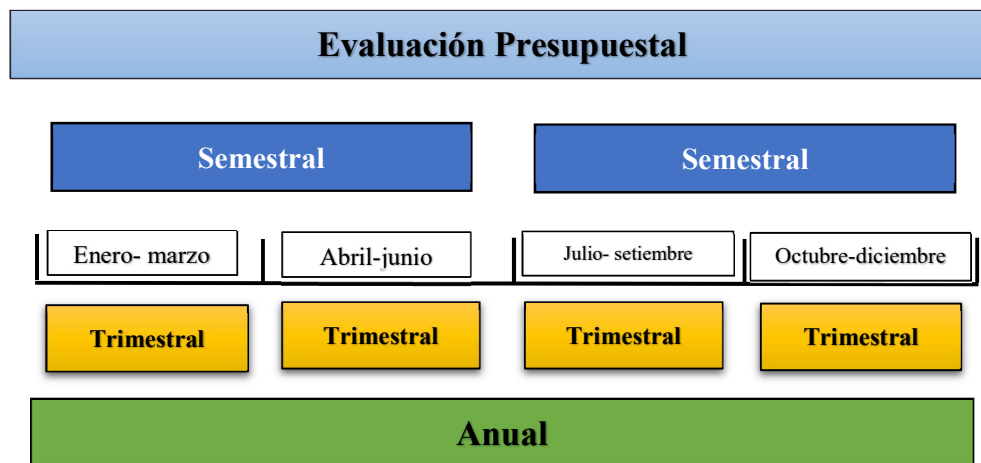 Evaluación Presupuestal
Semestral
Semestral
Enero- marzo
Abril-junio
Julio- setiembre
Octubre-diciembre
Trimestral
Trimestral
Trimestral
Trimestral
Anual